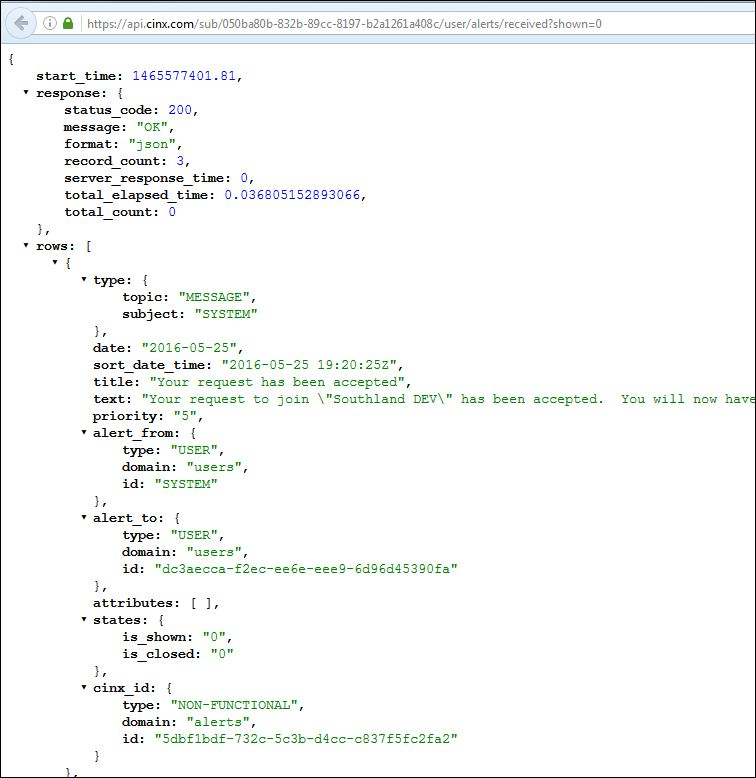 https://api.cinx.com/sub/050ba80b-832b-89cc-8197-b2a1261a408c/user/alerts/received?shown=0
{
start_time: 1465577401.81,
response: {
status_code: 200,
message: "OK",
format: "json",
record_count: 3,
server_response_time: 0,
total_elapsed_time: 0.036805152893066,
total_count: 0
},
rows: [
{
type: {
topic: "MESSAGE",
subject: "SYSTEM"
},
date: "2016-05-25",
sort_date_time: "2016-05-25 19:20:25Z",
title: "Your request has been accepted",
text: "Your request to join \"Southland DEV\" has been accepted.  You will now have
priority: "5",
alert_from: {
type: "USER",
domain: "users",
id: "SYSTEM"
},
alert_to: {
type: "USER",
domain: "users",
id: "dc3aecca-f2ec-ee6e-eee9-6d96d45390fa"
},
attributes: [ ],
states: {
is_shown: "0",
is_closed: "0"
},
cinx_id: {
type: "NON-FUNCTIONAL",
domain: "alerts",
id: "5dbf1bdf-732c-5c3b-d4cc-c837f5fc2fa2"
}
},